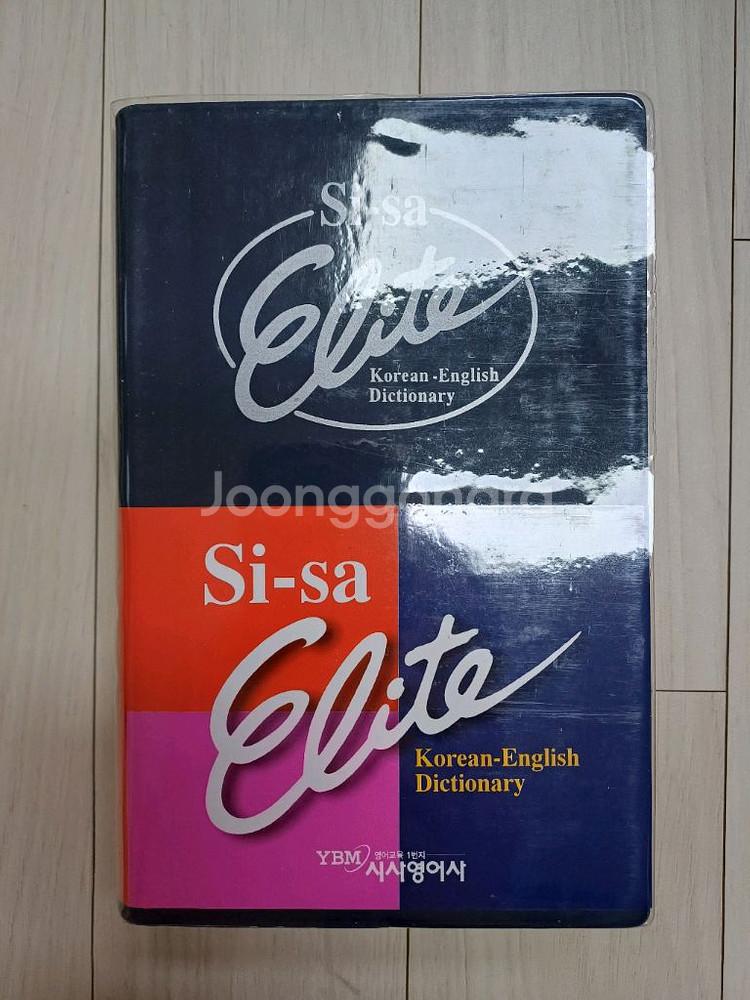 Si-sa
Elite
Korean-English
Dictionary
Joonggonara
Si-sa
Elite
Korean-English
Dictionary
YBM 영어교육 1번지
시사영어사